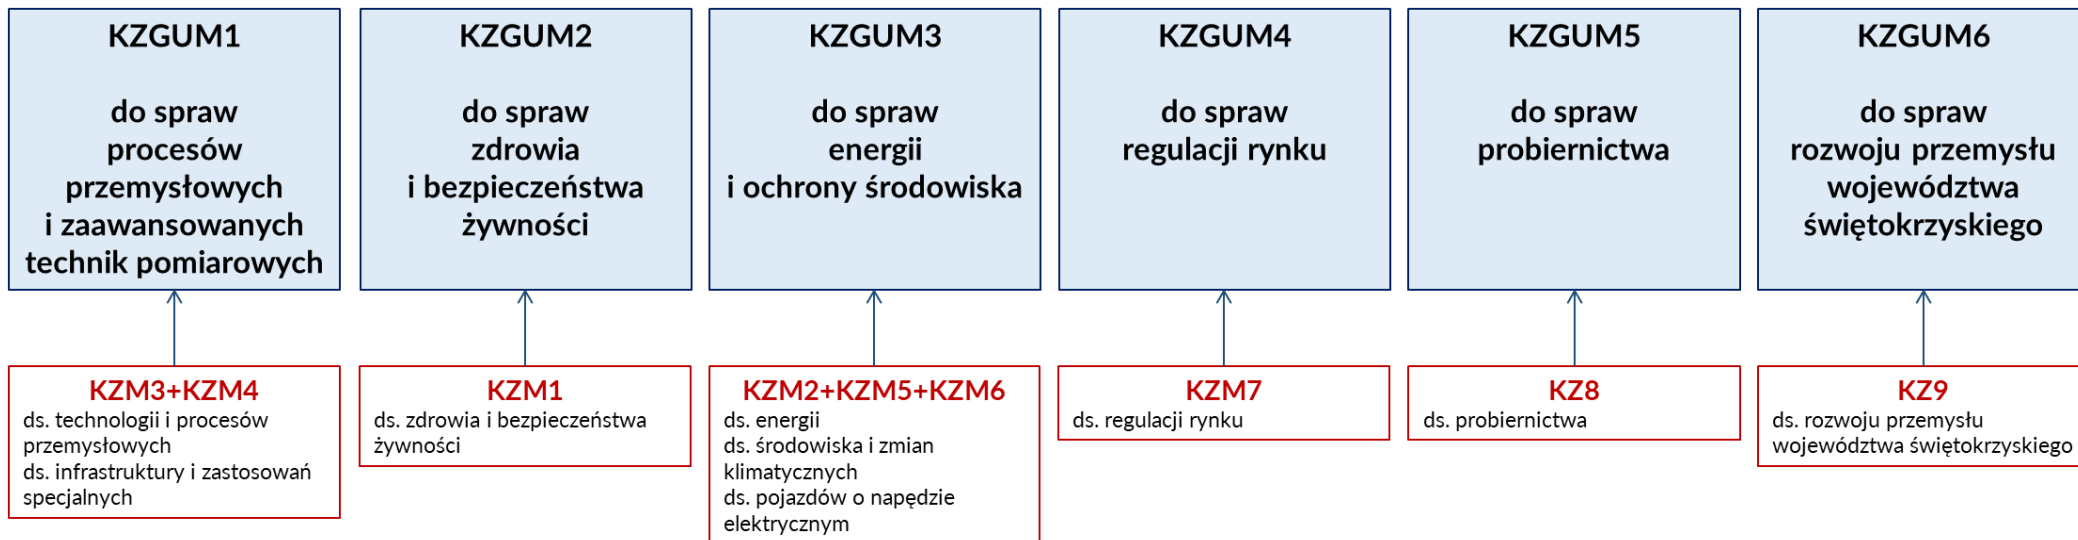 KZGUM1
do spraw
procesów
przemysłowych
i zaawansowanych
technik pomiarowych
KZGUM2
do spraw
zdrowia
i bezpieczeństwa
żywności
KZGUM3
do spraw
energii
i ochrony środowiska
KZGUM4
do spraw
regulacji rynku
KZGUM5
do spraw
probiernictwa
KZGUM6
do spraw
rozwoju przemysłu
województwa
świętokrzyskiego
KZM3+KZM4
ds. technologii i procesów
przemysłowych
ds. infrastruktury i zastosowań
specjalnych
KZM1
ds. zdrowia i bezpieczeństwa
żywności
KZM2+KZM5+KZM6
ds. energii
ds. środowiska i zmian
klimatycznych
ds. pojazdów o napędzie
elektrycznym
KZM7
ds. regulacji rynku
KZ8
ds. probiernictwa
KZ9
ds. rozwoju przemysłu
województwa świętokrzyskiego